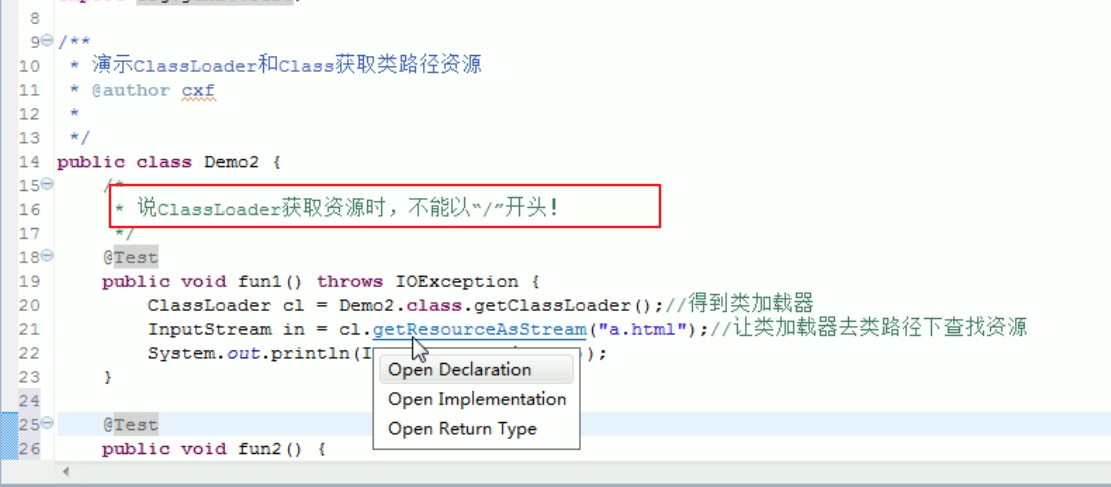 8
9 /**
10 * 演示ClassLoader和Class获取类路径资源
11 * @author cxf
12 *
13 */
14 public class Demo2 {
15 /*
16 * 说ClassLoader获取资源时，不能以“/”开头!
17 */
18 @Test
19 public void fun1() throws IOException {
20 ClassLoader cl = Demo2.class.getClassLoader();//得到类加载器
21 InputStream in = cl.getResourceAsStream("a.html");//让类加载器去类路径下查找资源
22 System.out.println(I );
Open Declaration
23 }
Open Implementation
24
25 @Test
Open Return Type
26 public void fun2() {